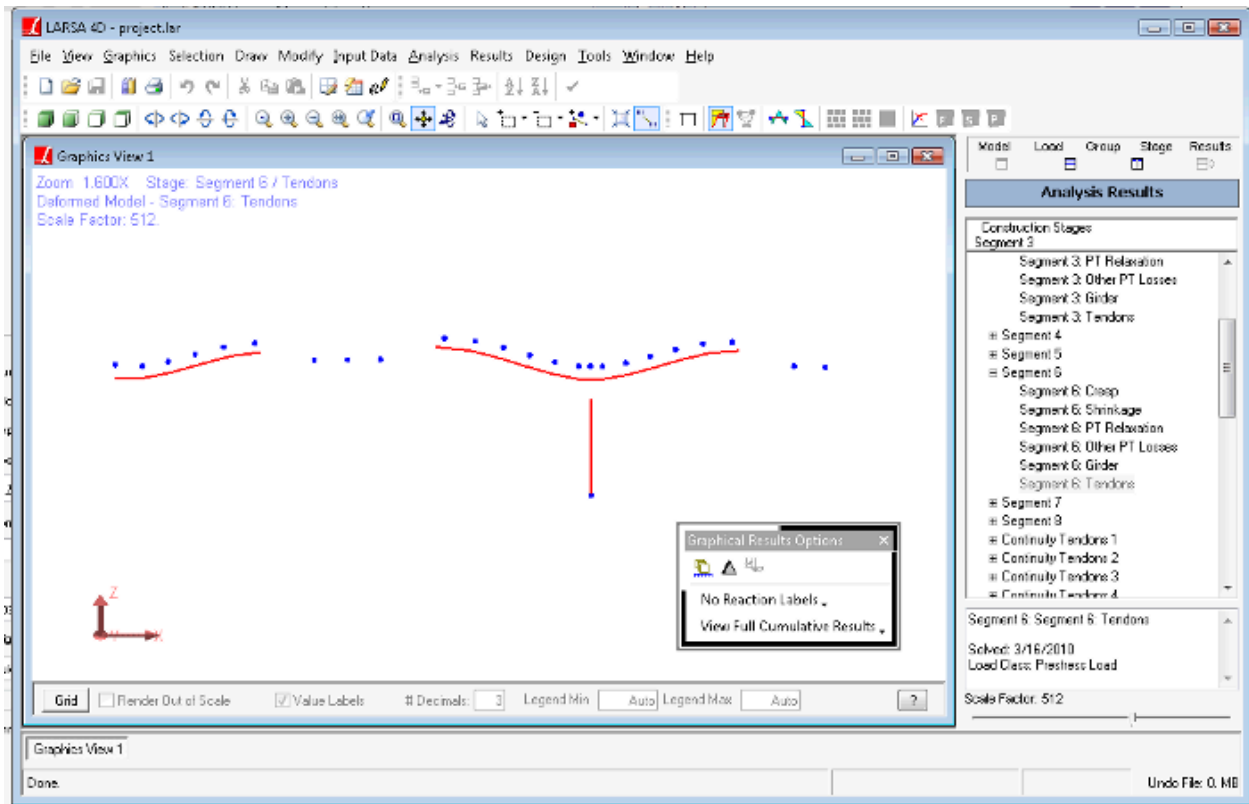 LARSA 4D - project.lar
File View Graphics Selection Draw Modify Input Data Analysis Results Design Tools Window Help
Graphics View 1
Zoom 1.600X Stage: Segment 6 / Tendons
Deformed Model - Segment 6: Tendons
Scale Factor: 512.
Z
X
Graphical Results Options
No Reaction Labels
View Full Cumulative Results
Grid Render Out of Scale Value Labels # Decimals: 3 Legend Min Auto Legend Max Auto ?
Model Load Group Stage Results
Analysis Results
Construction Stages
Segment 3
Segment 3: PT Relaxation
Segment 3: Other PT Losses
Segment 3: Girder
Segment 3: Tendons
Segment 4
Segment 5
Segment 6
Segment 6: Creep
Segment 6: Shrinkage
Segment 6: PT Relaxation
Segment 6: Other PT Losses
Segment 6: Girder
Segment 6: Tendons
Segment 7
Segment 8
Continuity Tendons 1
Continuity Tendons 2
Continuity Tendons 3
Continuity Tendons 4
Segment 6: Segment 6: Tendons
Solved: 3/16/2010
Load Class: Prestress Load
Scale Factor: 512
Graphics View 1
Done.
Undo File: 0. MB